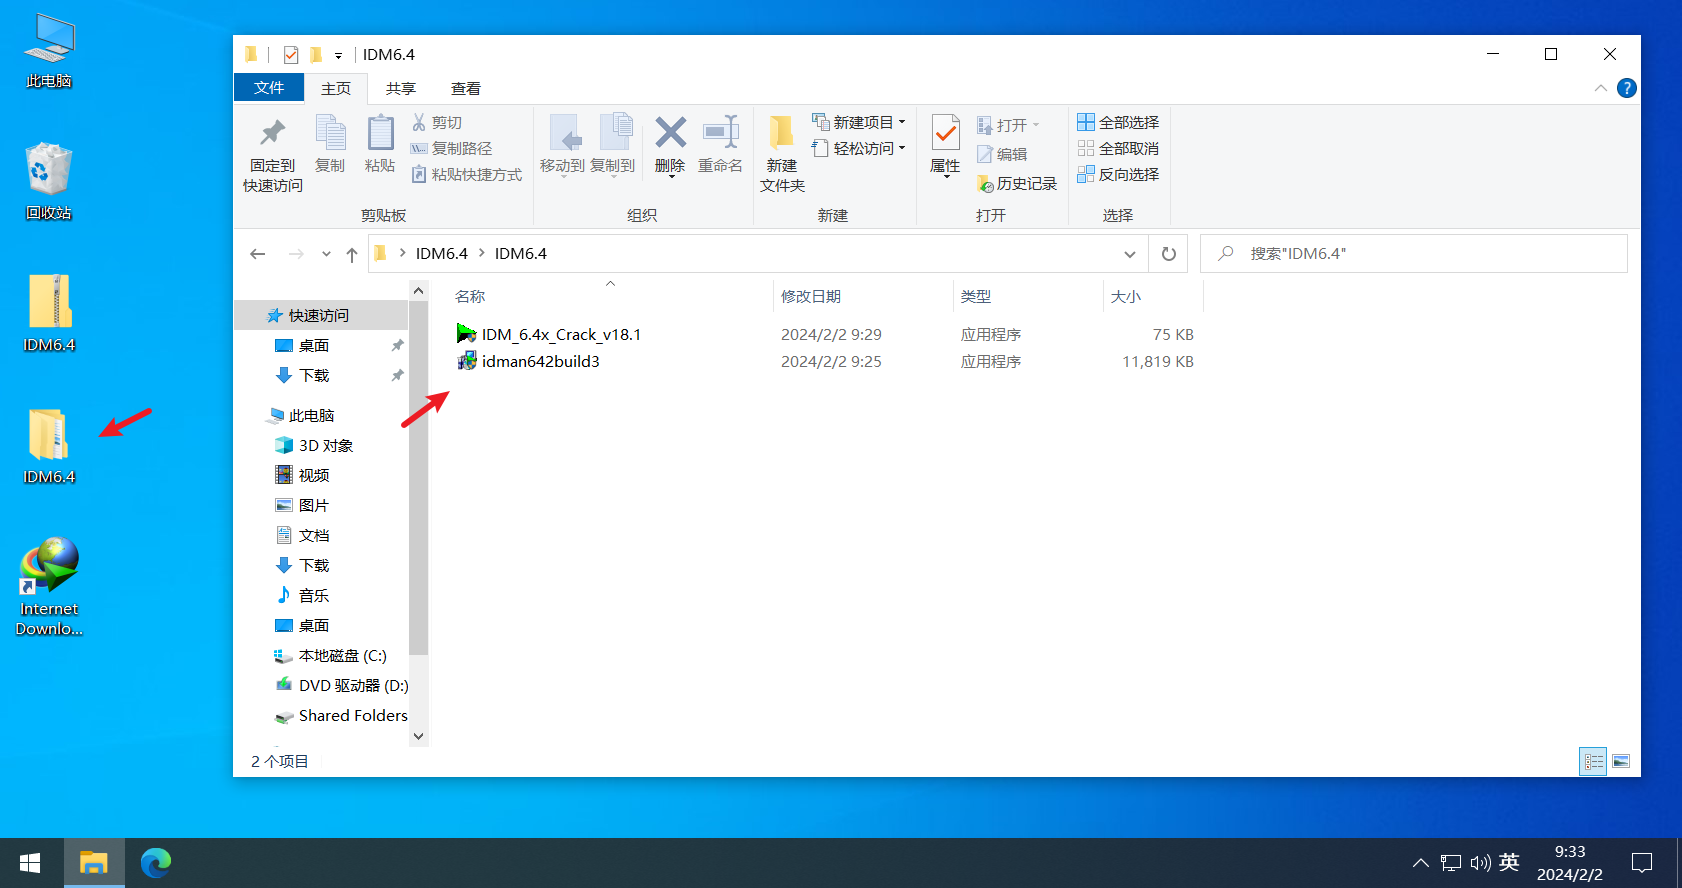 此电脑
回收站
IDM6.4
IDM6.4
Internet
Downlo...
IDM6.4
文件
主页
共享
查看
?
固定到
快速访问
复制
粘贴
剪切
复制路径
粘贴快捷方式
剪贴板
移动到
复制到
删除
重命名
组织
新建
文件夹
新建项目
轻松访问
新建
属性
打开
编辑
历史记录
打开
全部选择
全部取消
反向选择
选择
IDM6.4
IDM6.4
搜索"IDM6.4"
快速访问
桌面
下载
此电脑
3D 对象
视频
图片
文档
下载
音乐
桌面
本地磁盘 (C:)
DVD 驱动器 (D:)
Shared Folders
名称 修改日期 类型 大小
IDM_6.4x_Crack_v18.1 2024/2/2 9:29 应用程序 75 KB
idman642build3 2024/2/2 9:25 应用程序 11,819 KB
2 个项目
英
9:33
2024/2/2